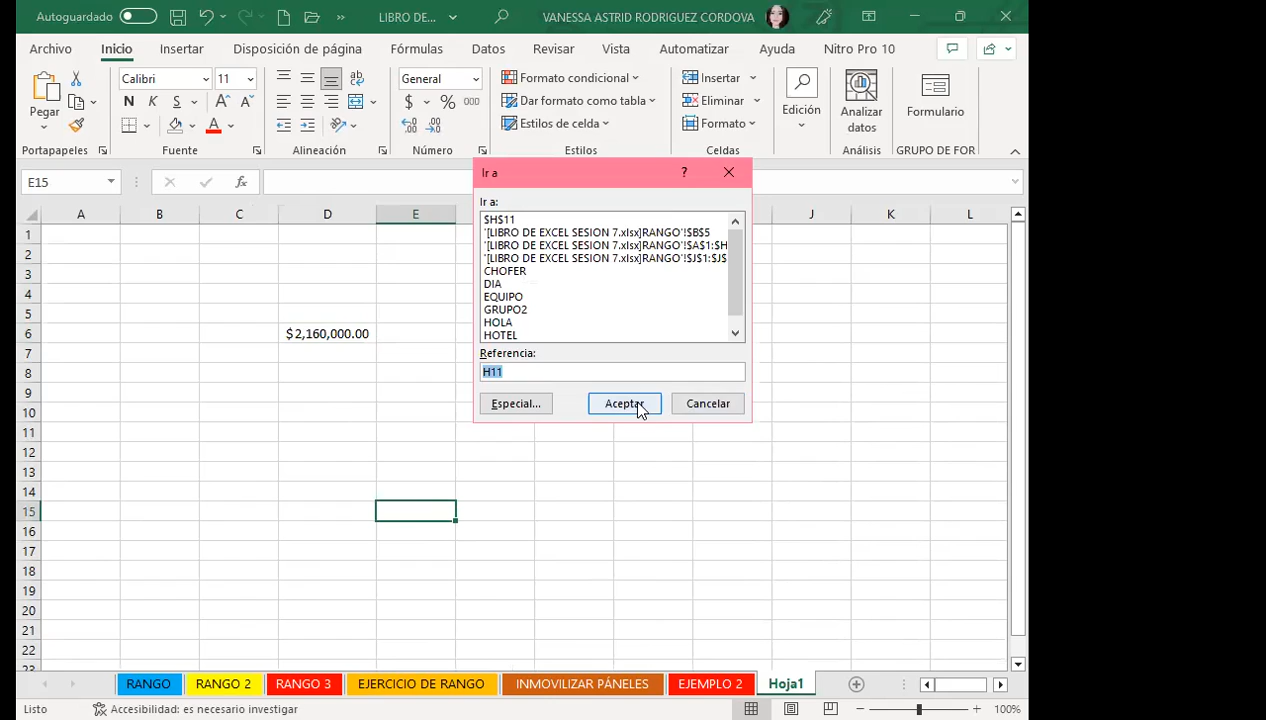 Autoguardado
LIBRO DE...
VANESSA ASTRID RODRIGUEZ CORDOVA
Archivo Inicio Insertar Disposición de página Fórmulas Datos Revisar Vista Automatizar Ayuda Nitro Pro 10
Pegar
Calibri 11
N K S
A A
A
General
$ % 000
Formato condicional
Dar formato como tabla
Estilos de celda
Insertar
Eliminar
Formato
Edición
Analizar datos
Formulario
Portapapeles Fuente Alineación Número Estilos Celdas Análisis GRUPO DE FOR
E15
fx
Ir a ?
Ir a:
$H$11
'[LIBRO DE EXCEL SESION 7.xlsx]RANGO'!$B$5
'[LIBRO DE EXCEL SESION 7.xlsx]RANGO'!$A$1:$H
'[LIBRO DE EXCEL SESION 7.xlsx]RANGO'!$J$1:$J$
CHOFER
DIA
EQUIPO
GRUPO2
HOLA
HOTEL
Referencia:
H11
Especial... Aceptar Cancelar
A B C D E J K L
1
2
3
4
5
6 $ 2,160,000.00
7
8
9
10
11
12
13
14
15
16
17
18
19
20
21
22
23
RANGO RANGO 2 RANGO 3 EJERCICIO DE RANGO INMOVILIZAR PÁNELES EJEMPLO 2 Hoja1
Listo Accesibilidad: es necesario investigar 100%